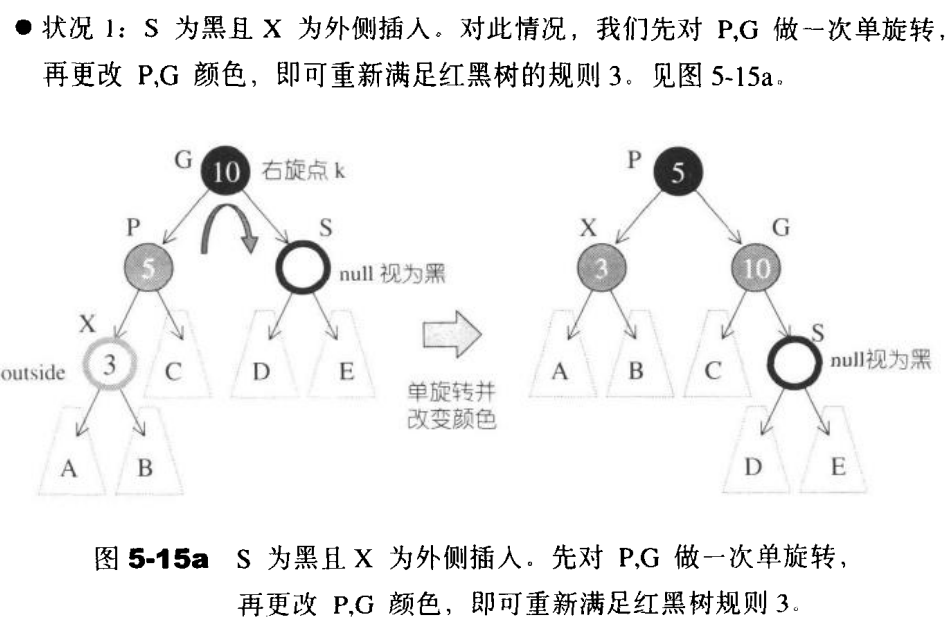 ● 状况 1: S 为黑且 X 为外侧插入。对此情况，我们先对 P,G 做一次单旋转，
再更改 P,G 颜色，即可重新满足红黑树的规则 3。见图 5-15a。
G 10 右旋点 k
P 5
P
S
5
null 视为黑
X
outside 3
C
D
E
A
B
单旋转并
改变颜色
X
G
3
10
A
B
C
S
null视为黑
D
E
图 5-15a S 为黑且 X 为外侧插入。先对 P,G 做一次单旋转，
再更改 P,G 颜色，即可重新满足红黑树规则 3。